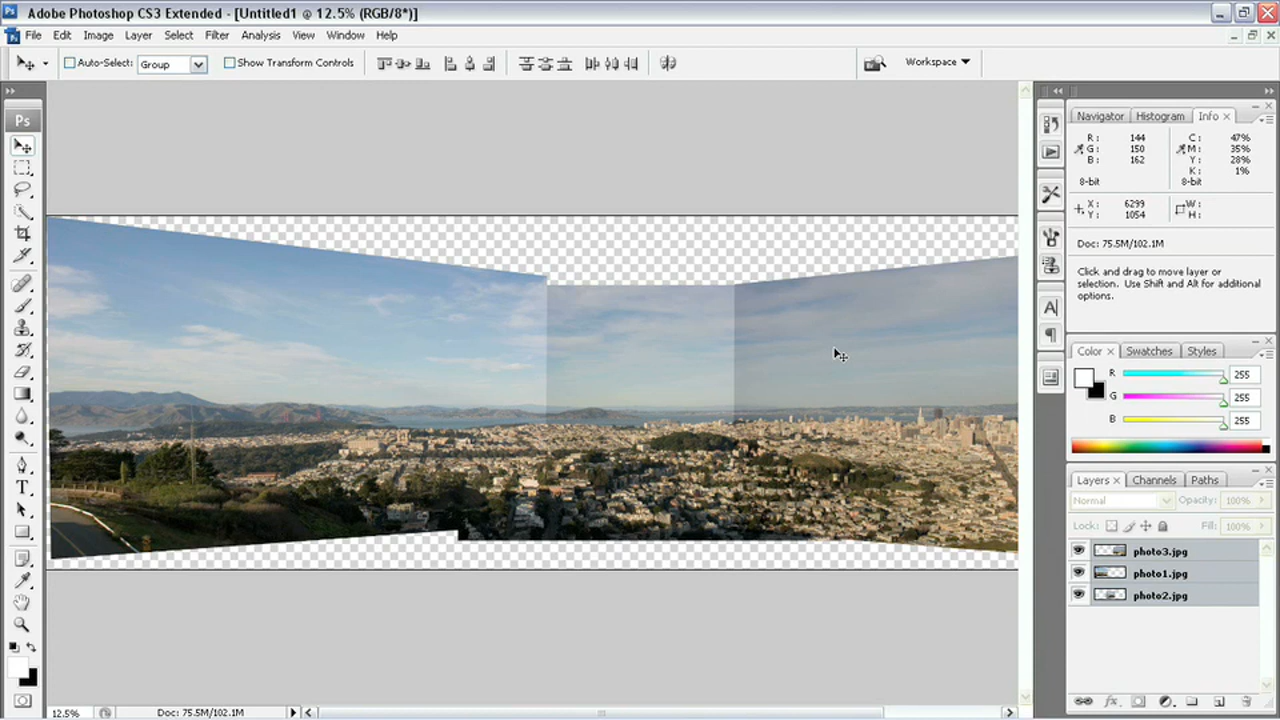 Adobe Photoshop CS3 Extended - [Untitled1 @ 12.5% (RGB/8*)]
File Edit Image Layer Select Filter Analysis View Window Help
Auto-Select: Group Show Transform Controls Workspace
Ps
Navigator Histogram Info
R : 144 C : 47%
G : 150 M : 35%
B : 162 Y : 28%
K : 1%
8-bit 8-bit
X : 6299 W :
Y : 1054 H :
Doc: 75.5M/102.1M
Click and drag to move layer or
selection. Use Shift and Alt for additional
options.
Color Swatches Styles
R 255
G 255
B 255
Layers Channels Paths
Normal Opacity: 100%
Lock: Fill: 100%
photo3.jpg
photo1.jpg
photo2.jpg
12.5% Doc: 75.5M/102.1M